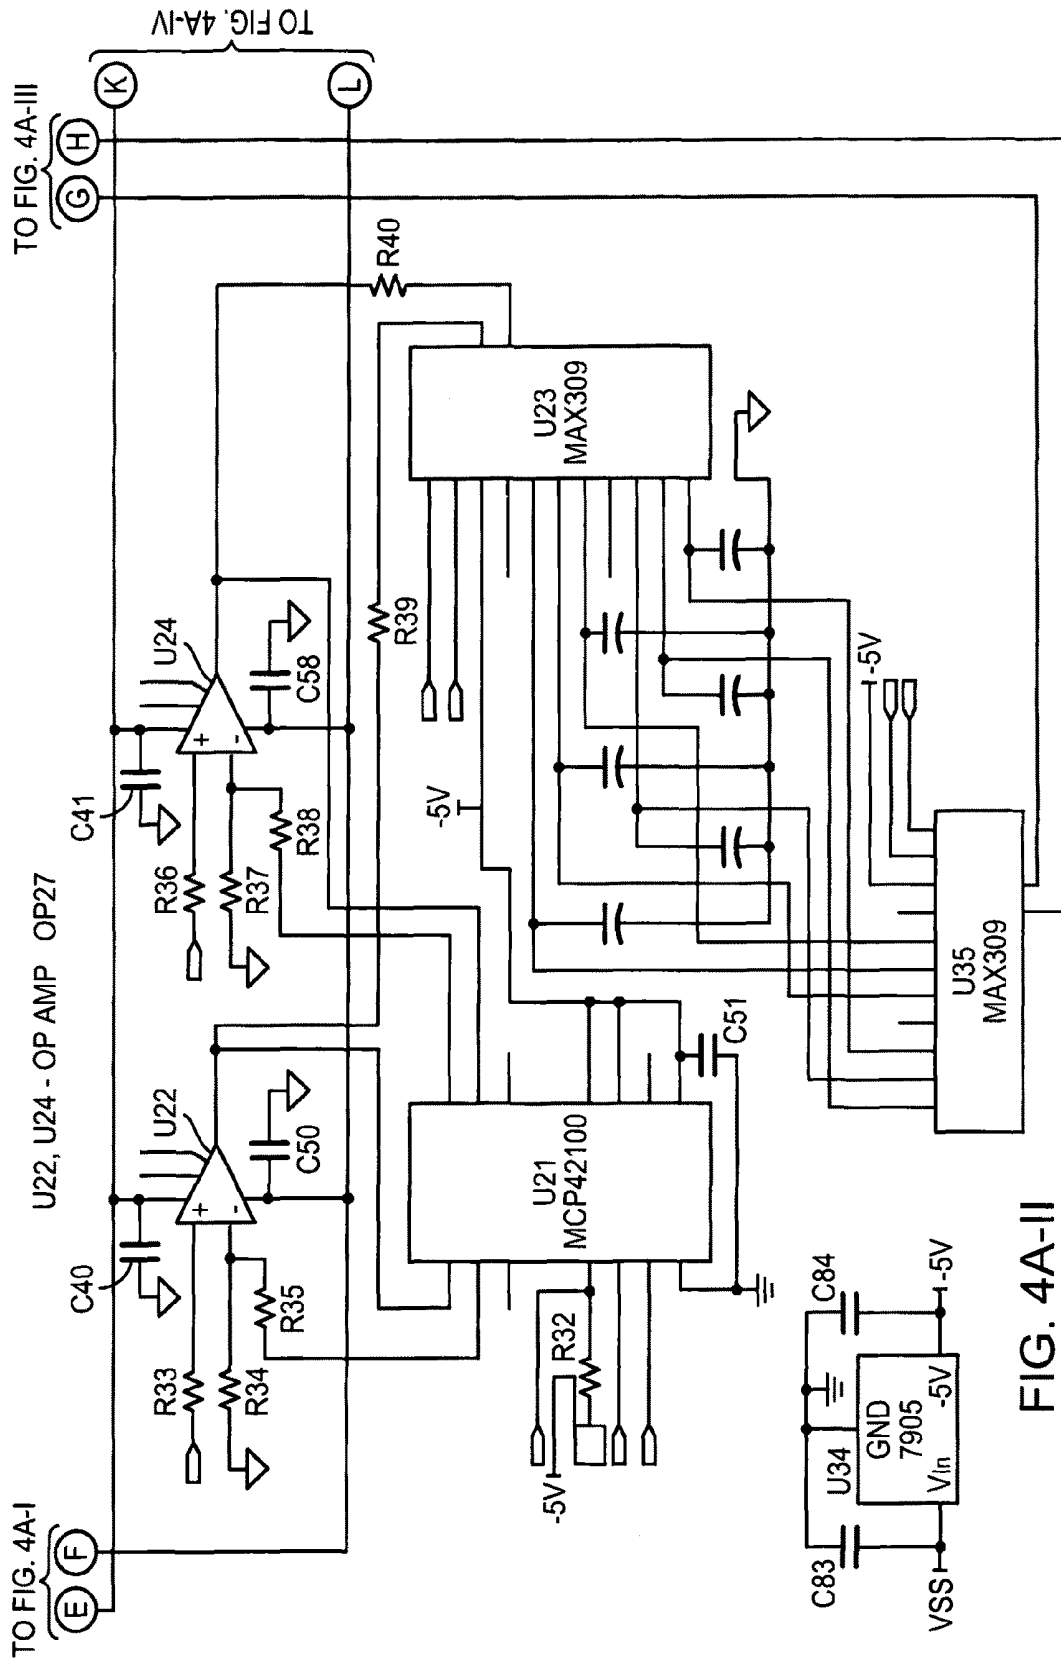 TO FIG. 4A-I
E
F
TO FIG. 4A-III
G
H
TO FIG. 4A-IV
K
L
U22, U24 - OP AMP OP27
C40
U22
+
-
C50
R33
R34
R35
C41
U24
+
-
C58
R36
R37
R38
R39
R40
-5V
U23
MAX309
U21
MCP42100
R32
-5V
C51
-5V
U35
MAX309
C83
U34
GND
7905
Vin
-5V
C84
VSS
-5V
FIG. 4A-II